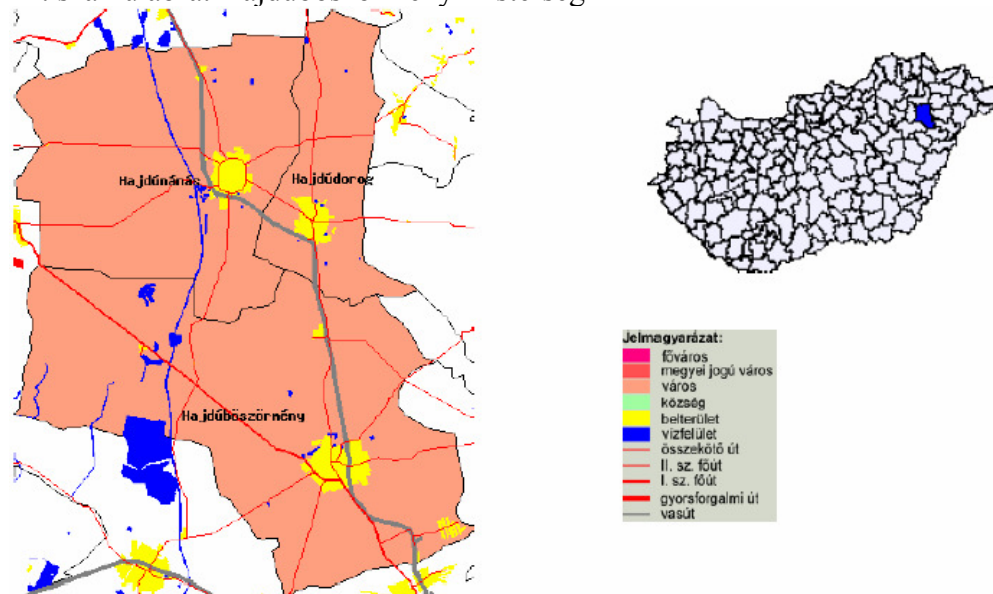 Hajdúnánás
Hajdúdorog
Hajdúböszörmény
Jelmagyarázat:
főváros
megyei jogú város
város
község
belterület
vízfelület
összekötő út
II. sz. főút
I. sz. főút
gyorsforgalmi út
vasút